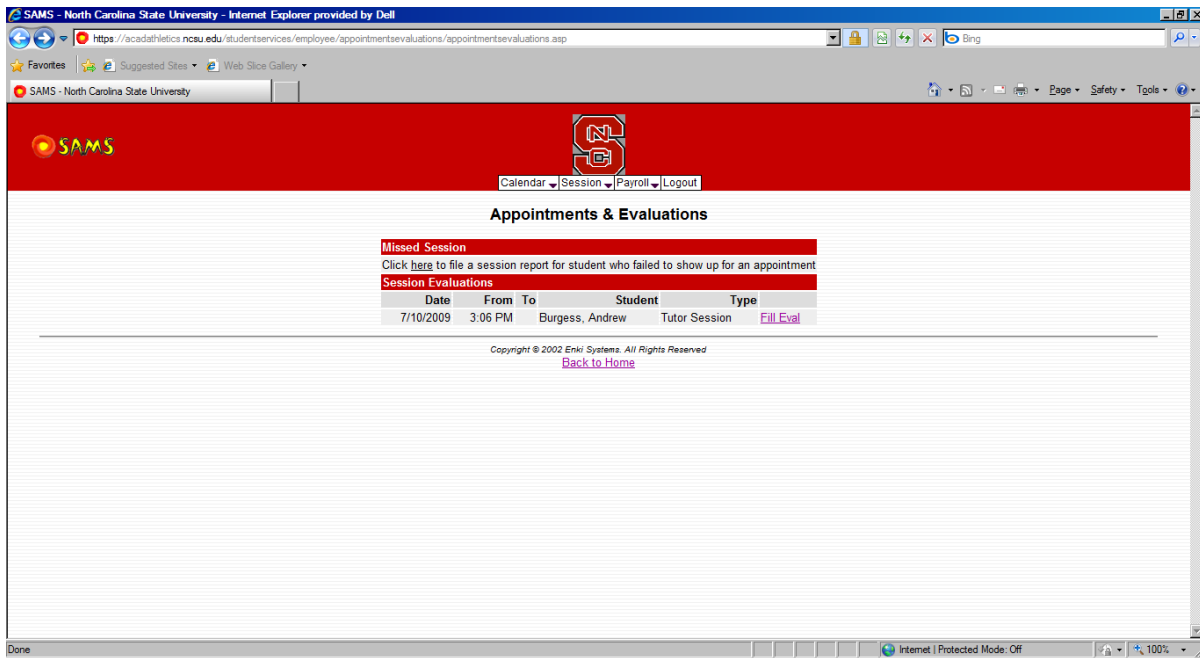 SAMS - North Carolina State University - Internet Explorer provided by Dell
https://acadathletics.ncsu.edu/studentservices/employee/appointmentsevaluations/appointmentsevaluations.asp
Bing
Favorites Suggested Sites Web Slice Gallery
SAMS - North Carolina State University
Page Safety Tools
SAMS
NCS
Calendar Session Payroll Logout
Appointments & Evaluations
Missed Session
Click here to file a session report for student who failed to show up for an appointment
Session Evaluations
Date From To Student Type
7/10/2009 3:06 PM Burgess, Andrew Tutor Session Fill Eval
Copyright © 2002 Enki Systems. All Rights Reserved
Back to Home
Done Internet | Protected Mode: Off 100%